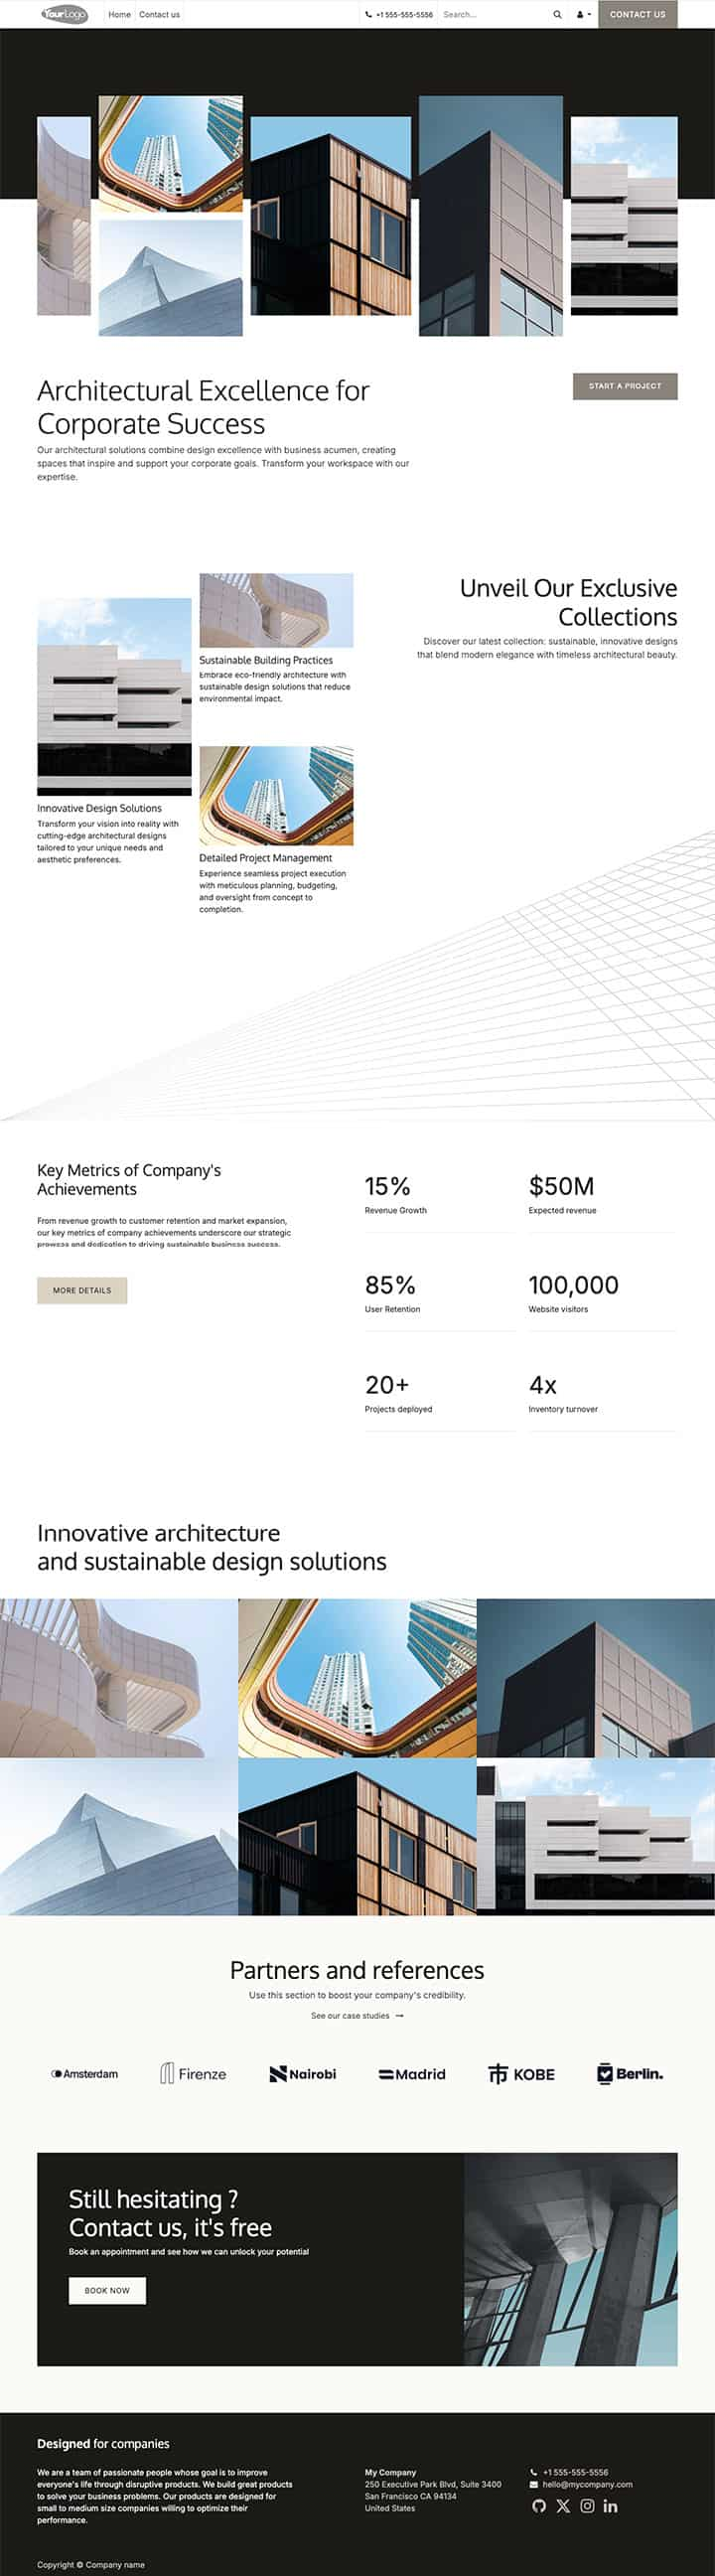 YourLogo
Home
Contact us
+1 555-555-5556
Search...
CONTACT US
Architectural Excellence for
Corporate Success
Our architectural solutions combine design excellence with business acumen, creating
spaces that inspire and support your corporate goals. Transform your workspace with our
expertise.
START A PROJECT
Unveil Our Exclusive
Collections
Discover our latest collection: sustainable, innovative designs
that blend modern elegance with timeless architectural beauty.
Sustainable Building Practices
Embrace eco-friendly architecture with
sustainable design solutions that reduce
environmental impact.
Innovative Design Solutions
Transform your vision into reality with
cutting-edge architectural designs
tailored to your unique needs and
aesthetic preferences.
Detailed Project Management
Experience seamless project execution
with meticulous planning, budgeting,
and oversight from concept to
completion.
Key Metrics of Company's
Achievements
From revenue growth to customer retention and market expansion,
our key metrics of company achievements underscore our strategic
prowess and dedication to driving sustainable business success.
MORE DETAILS
15%
Revenue Growth
$50M
Expected revenue
85%
User Retention
100,000
Website visitors
20+
Projects deployed
4x
Inventory turnover
Innovative architecture
and sustainable design solutions
Partners and references
Use this section to boost your company's credibility.
See our case studies →
Amsterdam
Firenze
Nairobi
Madrid
KOBE
Berlin.
Still hesitating ?
Contact us, it's free
Book an appointment and see how we can unlock your potential
BOOK NOW
Designed for companies
We are a team of passionate people whose goal is to improve
everyone's life through disruptive products. We build great products
to solve your business problems. Our products are designed for
small to medium size companies willing to optimize their
performance.
My Company
250 Executive Park Blvd, Suite 3400
San Francisco CA 94134
United States
+1 555-555-5556
hello@mycompany.com
Copyright © Company name